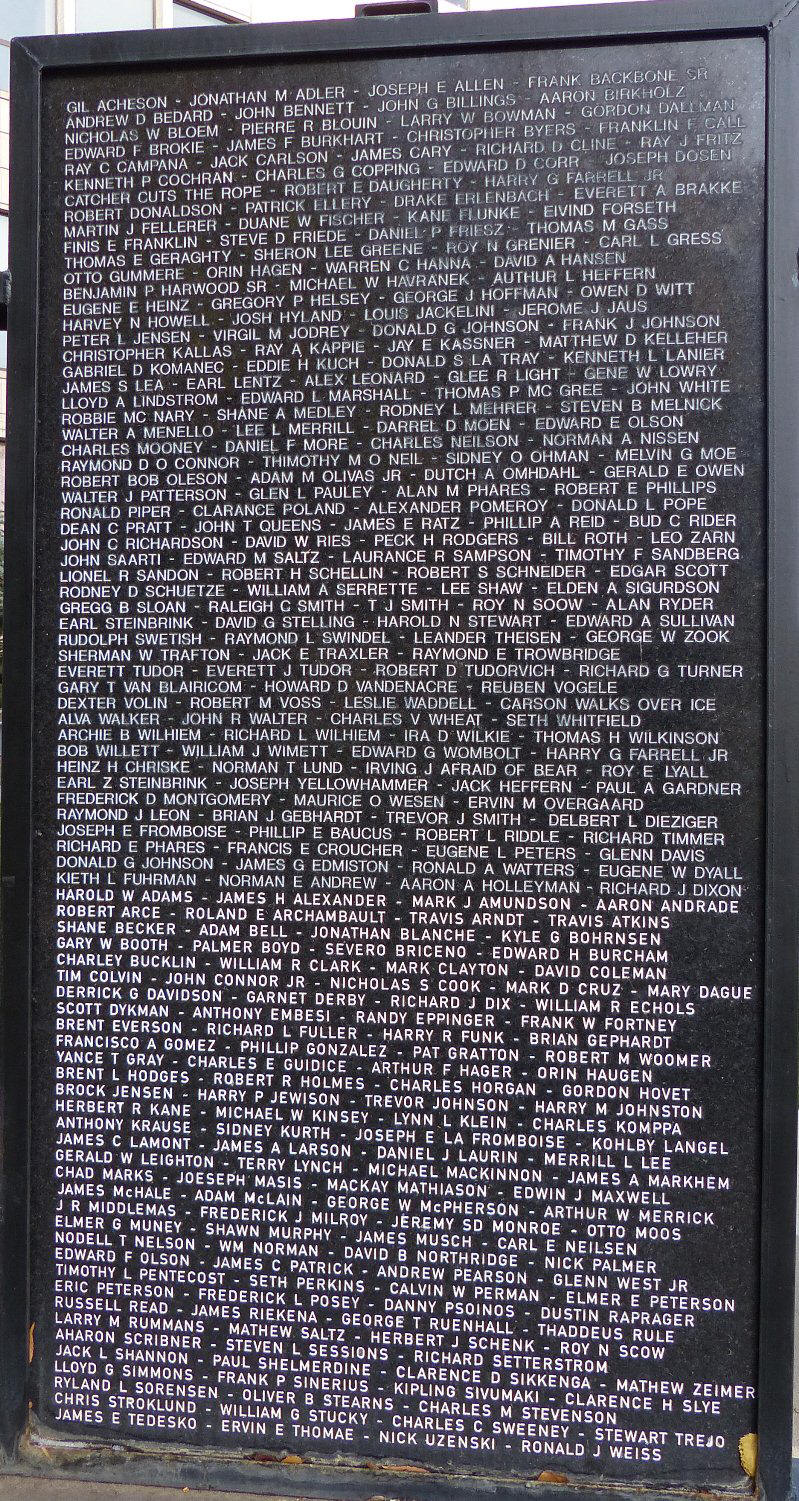 GIL ACHESON - JONATHAN M ADLER - JOSEPH E ALLEN - FRANK BACKBONE SR
ANDREW D BEDARD - JOHN BENNETT - JOHN G BILLINGS - AARON BIRKHOLZ
NICHOLAS W BLOEM - PIERRE R BLOUIN - LARRY W BOWMAN - GORDON DALLMAN
EDWARD F BROKIE - JAMES F BURKHART - CHRISTOPHER BYERS - FRANKLIN F CALL
RAY C CAMPANA - JACK CARLSON - JAMES CARY - RICHARD D CLINE - RAY J FRITZ
KENNETH P COCHRAN - CHARLES G COPPING - EDWARD D CORR - JOSEPH DOSEN
CATCHER CUTS THE ROPE - ROBERT E DAUGHERTY - HARRY G FARRELL JR
ROBERT DONALDSON - PATRICK ELLERY - DRAKE ERLENBACH - EVERETT A BRAKKE
MARTIN J FELLERER - DUANE W FISCHER - KANE FLUNKE - EIVIND FORSETH
FINIS E FRANKLIN - STEVE D FRIEDE - DANIEL P FRIESZ - THOMAS M GASS
THOMAS E GERAGHTY - SHERON LEE GREENE - ROY N GRENIER - CARL L GRESS
OTTO GUMMERE - ORIN HAGEN - WARREN C HANNA - DAVID A HANSEN
BENJAMIN P HARWOOD SR - MICHAEL W HAVRANEK - AUTHUR L HEFFERN
EUGENE E HEINZ - GREGORY P HELSEY - GEORGE J HOFFMAN - OWEN D WITT
HARVEY N HOWELL - JOSH HYLAND - LOUIS JACKELINI - JEROME J JAUS
PETER L JENSEN - VIRGIL M JODREY - DONALD G JOHNSON - FRANK J JOHNSON
CHRISTOPHER KALLAS - RAY A KAPPIE - JAY E KASSNER - MATTHEW D KELLEHER
GABRIEL D KOMANEC - EDDIE H KUCH - DONALD S LA TRAY - KENNETH L LANIER
JAMES S LEA - EARL LENTZ - ALEX LEONARD - GLEE R LIGHT - GENE W LOWRY
LLOYD A LINDSTROM - EDWARD L MARSHALL - THOMAS P MC GREE - JOHN WHITE
ROBBIE MC NARY - SHANE A MEDLEY - RODNEY L MEHRER - STEVEN B MELNICK
WALTER A MENELLO - LEE L MERRILL - DARREL D MOEN - EDWARD E OLSON
CHARLES MOONEY - DANIEL F MORE - CHARLES NEILSON - NORMAN A NISSEN
RAYMOND D O CONNOR - THIMOTHY M O NEIL - SIDNEY O OHMAN - MELVIN G MOE
ROBERT BOB OLESON - ADAM M OLIVAS JR - DUTCH A OMHDAHL - GERALD E OWEN
WALTER J PATTERSON - GLEN L PAULEY - ALAN M PHARES - ROBERT E PHILLIPS
RONALD PIPER - CLARANCE POLAND - ALEXANDER POMEROY - DONALD L POPE
DEAN C PRATT - JOHN T QUEENS - JAMES E RATZ - PHILLIP A REID - BUD C RIDER
JOHN C RICHARDSON - DAVID W RIES - PECK H RODGERS - BILL ROTH - LEO ZARN
JOHN SAARTI - EDWARD M SALTZ - LAURANCE R SAMPSON - TIMOTHY F SANDBERG
LIONEL R SANDON - ROBERT H SCHELLIN - ROBERT S SCHNEIDER - EDGAR SCOTT
RODNEY D SCHUETZE - WILLIAM A SERRETTE - LEE SHAW - ELDEN A SIGURDSON
GREGG B SLOAN - RALEIGH C SMITH - T J SMITH - ROY N SOOW - ALAN RYDER
EARL STEINBRINK - DAVID G STELLING - HAROLD N STEWART - EDWARD A SULLIVAN
RUDOLPH SWETISH - RAYMOND L SWINDEL - LEANDER THEISEN - GEORGE W ZOOK
SHERMAN W TRAFTON - JACK E TRAXLER - RAYMOND E TROWBRIDGE
EVERETT TUDOR - EVERETT J TUDOR - ROBERT D TUDORVICH - RICHARD G TURNER
GARY T VAN BLAIRICOM - HOWARD D VANDENACRE - REUBEN VOGELE
DEXTER VOLIN - ROBERT M VOSS - LESLIE WADDELL - CARSON WALKS OVER ICE
ALVA WALKER - JOHN R WALTER - CHARLES V WHEAT - SETH WHITFIELD
ARCHIE B WILHIEM - RICHARD L WILHIEM - IRA D WILKIE - THOMAS H WILKINSON
BOB WILLETT - WILLIAM J WIMETT - EDWARD G WOMBOLT - HARRY G FARRELL JR
HEINZ H CHRISKE - NORMAN T LUND - IRVING J AFRAID OF BEAR - ROY E LYALL
EARL Z STEINBRINK - JOSEPH YELLOWHAMMER - JACK HEFFERN - PAUL A GARDNER
FREDERICK D MONTGOMERY - MAURICE O WESEN - ERVIN M OVERGAARD
RAYMOND J LEON - BRIAN J GEBHARDT - TREVOR J SMITH - DELBERT L DIEZIGER
JOSEPH E FROMBOISE - PHILLIP E BAUCUS - ROBERT L RIDDLE - RICHARD TIMMER
RICHARD E PHARES - FRANCIS E CROUCHER - EUGENE L PETERS - GLENN DAVIS
DONALD G JOHNSON - JAMES G EDMISTON - RONALD A WATTERS - EUGENE W DYALL
KIETH L FUHRMAN - NORMAN E ANDREW - AARON A HOLLEYMAN - RICHARD J DIXON
HAROLD W ADAMS - JAMES H ALEXANDER - MARK J AMUNDSON - AARON ANDRADE
ROBERT ARCE - ROLAND E ARCHAMBAULT - TRAVIS ARNDT - TRAVIS ATKINS
SHANE BECKER - ADAM BELL - JONATHAN BLANCHE - KYLE G BOHRNSEN
GARY W BOOTH - PALMER BOYD - SEVERO BRICENO - EDWARD H BURCHAM
CHARLEY BUCKLIN - WILLIAM R CLARK - MARK CLAYTON - DAVID COLEMAN
TIM COLVIN - JOHN CONNOR JR - NICHOLAS S COOK - MARK D CRUZ - MARY DAGUE
DERRICK G DAVIDSON - GARNET DERBY - RICHARD J DIX - WILLIAM R ECHOLS
SCOTT DYKMAN - ANTHONY EMBESI - RANDY EPPINGER - FRANK W FORTNEY
BRENT EVERSON - RICHARD L FULLER - HARRY R FUNK - BRIAN GEPHARDT
FRANCISCO A GOMEZ - PHILLIP GONZALEZ - PAT GRATTON - ROBERT M WOOMER
YANCE T GRAY - CHARLES E GUIDICE - ARTHUR F HAGER - ORIN HAUGEN
BRENT L HODGES - ROBERT R HOLMES - CHARLES HORGAN - GORDON HOVET
BROCK JENSEN - HARRY P JEWISON - TREVOR JOHNSON - HARRY M JOHNSTON
HERBERT R KANE - MICHAEL W KINSEY - LYNN L KLEIN - CHARLES KOMPPA
ANTHONY KRAUSE - SIDNEY KURTH - JOSEPH E LA FROMBOISE - KOHLBY LANGEL
JAMES C LAMONT - JAMES A LARSON - DANIEL J LAURIN - MERRILL L LEE
GERALD W LEIGHTON - TERRY LYNCH - MICHAEL MACKINNON - JAMES A MARKHEM
CHAD MARKS - JOESEPH MASIS - MACKAY MATHIASON - EDWIN J MAXWELL
JAMES McHALE - ADAM McLAIN - GEORGE W McPHERSON - ARTHUR W MERRICK
J R MIDDLEMAS - FREDERICK J MILROY - JEREMY SD MONROE - OTTO MOOS
ELMER G MUNEY - SHAWN MURPHY - JAMES MUSCH - CARL E NEILSEN
NODELL T NELSON - WM NORMAN - DAVID B NORTHRIDGE - NICK PALMER
EDWARD F OLSON - JAMES C PATRICK - ANDREW PEARSON - GLENN WEST JR
TIMOTHY L PENTECOST - SETH PERKINS - CALVIN W PERMAN - ELMER E PETERSON
ERIC PETERSON - FREDERICK L POSEY - DANNY PSOINOS - DUSTIN RAPRAGER
RUSSELL READ - JAMES RIEKENA - GEORGE T RUENHALL - THADDEUS RULE
LARRY M RUMMANS - MATHEW SALTZ - HERBERT J SCHENK - ROY N SCOW
AHARON SCRIBNER - STEVEN L SESSIONS - RICHARD SETTERSTROM
JACK L SHANNON - PAUL SHELMERDINE - CLARENCE D SIKKENGA - MATHEW ZEIMER
LLOYD G SIMMONS - FRANK P SINERIUS - KIPLING SIVUMAKI - CLARENCE H SLYE
RYLAND L SORENSEN - OLIVER B STEARNS - CHARLES M STEVENSON
CHRIS STROKLUND - WILLIAM G STUCKY - CHARLES C SWEENEY - STEWART TREJO
JAMES E TEDESKO - ERVIN E THOMAE - NICK UZENSKI - RONALD J WEISS